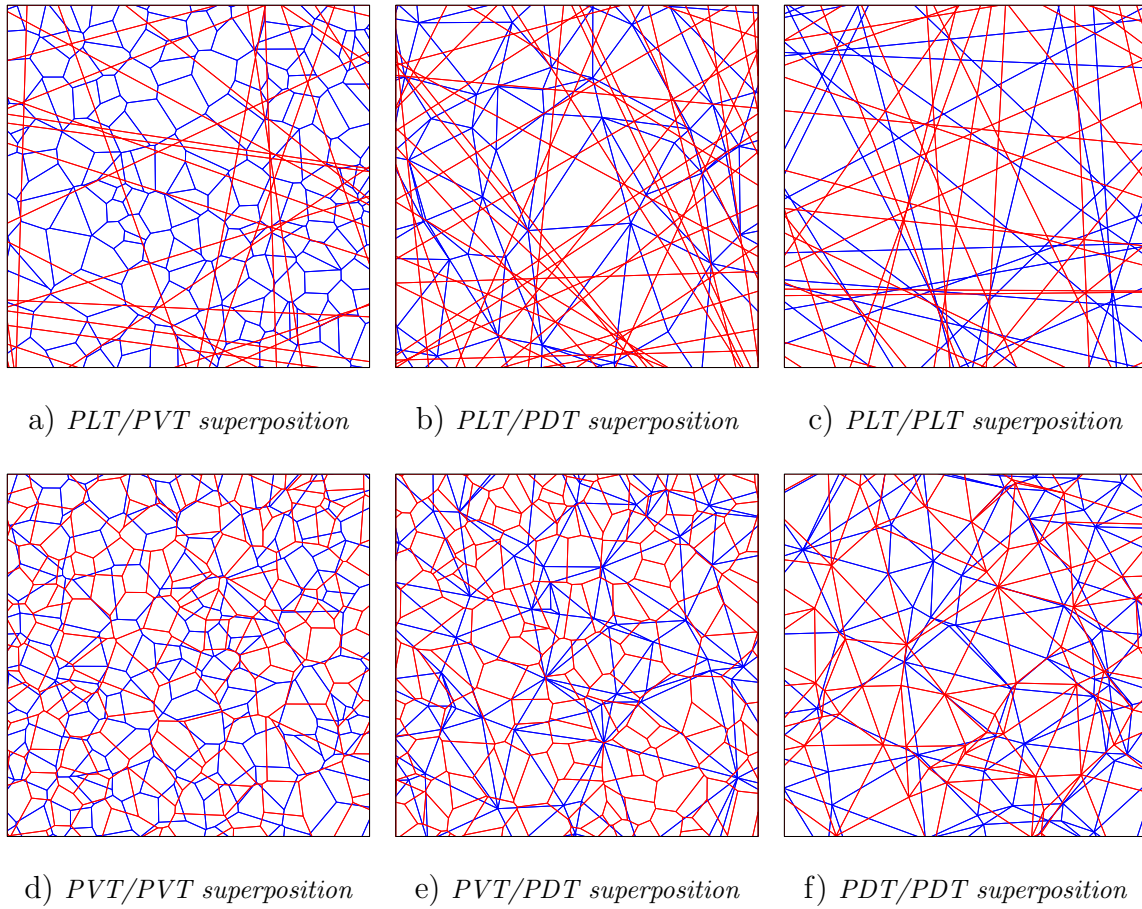 a) PLT/PVT superposition
b) PLT/PDT superposition
c) PLT/PLT superposition
d) PVT/PVT superposition
e) PVT/PDT superposition
f) PDT/PDT superposition